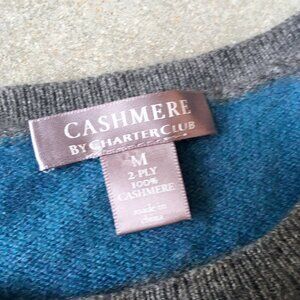 CASHMERE
BY CHARTER CLUB
M
2-PLY
100%
CASHMERE
made in
china